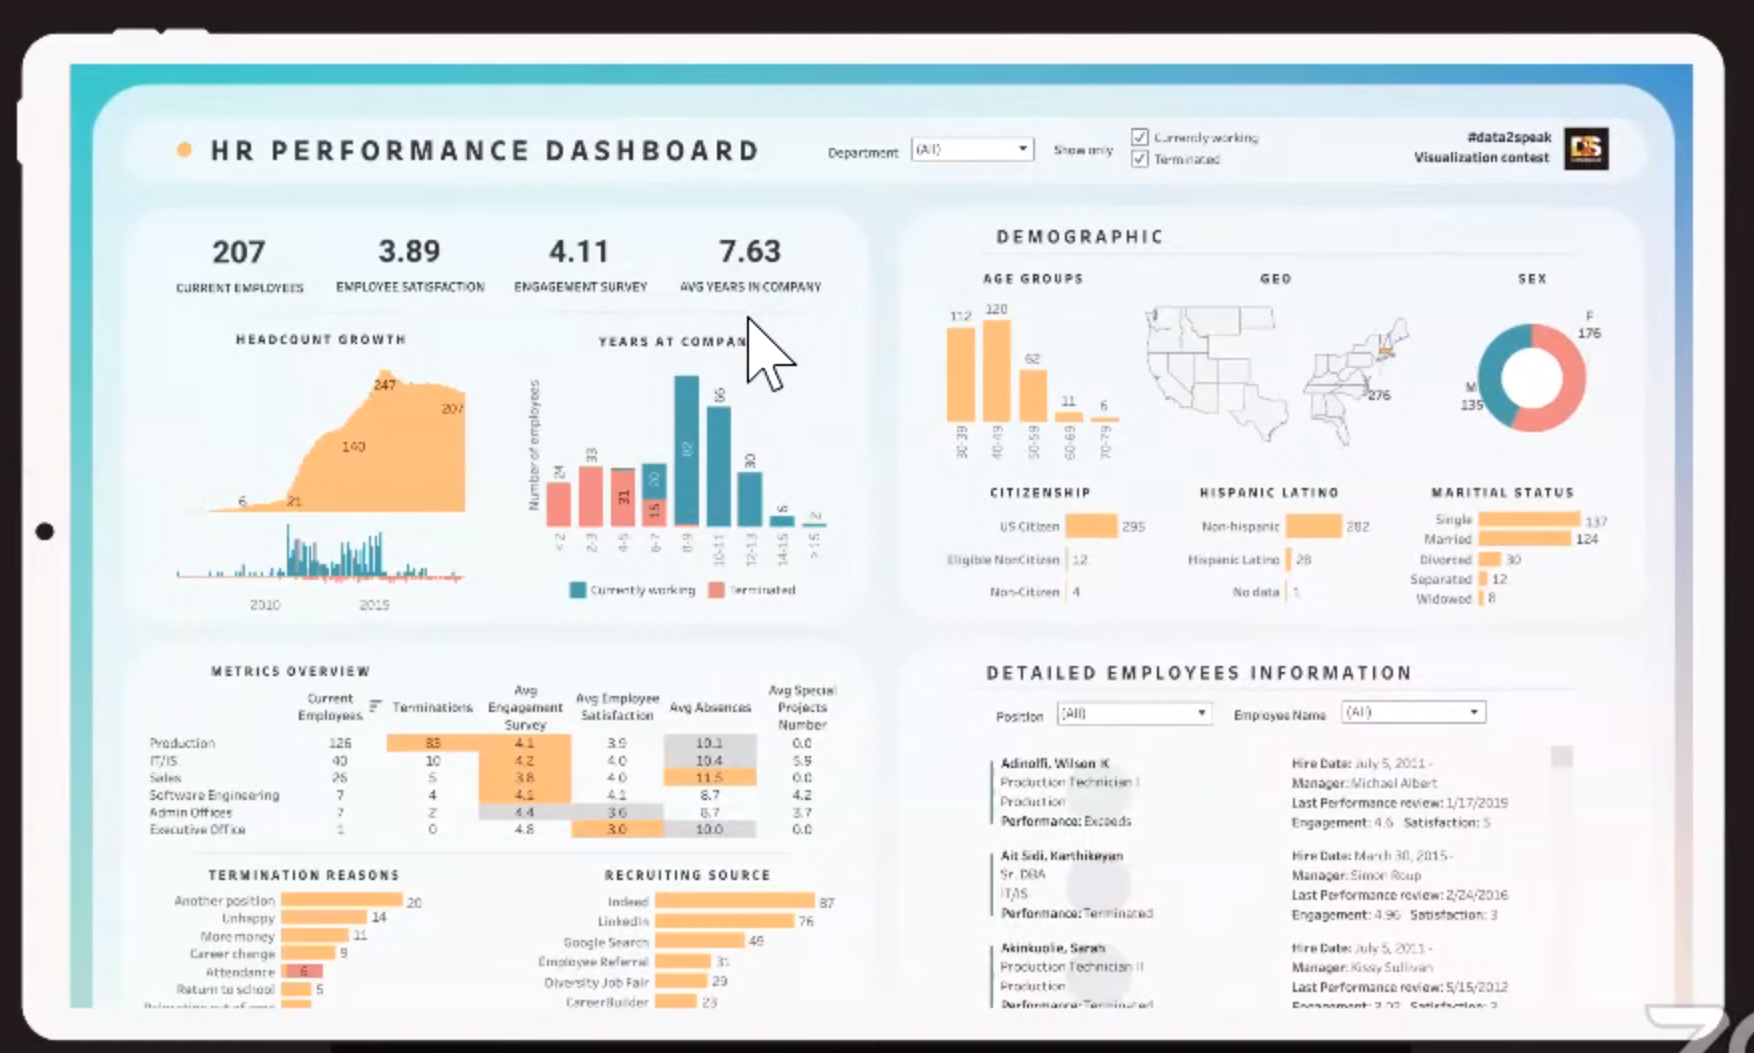 HR PERFORMANCE DASHBOARD
Department (All)
Show only
Currently working
Terminated
#data2speak
Visualization contest
207
CURRENT EMPLOYEES
3.89
EMPLOYEE SATISFACTION
4.11
ENGAGEMENT SURVEY
7.63
AVG YEARS IN COMPANY
HEADCOUNT GROWTH
247
207
140
6
21
2010 2015
YEARS AT COMPAN
Number of employees
24
33
31
20
15
82
66
30
2
< 2
2-3
4-5
6-7
8-9
10-11
12-13
14-15
> 15
Currently working Terminated
DEMOGRAPHIC
AGE GROUPS
112 120 62 11 6
30-39 40-49 50-59 60-69 70-79
GEO
276
SEX
F
176
M
135
CITIZENSHIP
US Citizen 295
Eligible NonCitizen 12
Non-Citizen 4
HISPANIC LATINO
Non-hispanic 282
Hispanic Latino 28
No data 1
MARITIAL STATUS
Single 137
Married 124
Divorced 30
Separated 12
Widowed 8
METRICS OVERVIEW
Current Employees Terminations Avg Engagement Survey Avg Employee Satisfaction Avg Absences Avg Special Projects Number
Production 126 83 4.1 3.9 10.1 0.0
IT/IS 40 10 4.2 4.0 10.4 5.9
Sales 26 5 3.8 4.0 11.5 0.0
Software Engineering 7 4 4.1 4.1 8.7 4.2
Admin Offices 7 2 4.4 3.6 8.7 3.7
Executive Office 1 0 4.8 3.0 10.0 0.0
TERMINATION REASONS
Another position 20
Unhappy 14
More money 11
Career change 9
Attendance 6
Return to school 5
RECRUITING SOURCE
Indeed 87
LinkedIn 76
Google Search 49
Employee Referral 31
Diversity Job Fair 29
CareerBuilder 23
DETAILED EMPLOYEES INFORMATION
Position (All) Employee Name (All)
Adinolfi, Wilson K
Production Technician I
Production
Performance: Exceeds
Hire Date: July 5, 2011 -
Manager: Michael Albert
Last Performance review: 1/17/2019
Engagement: 4.6 Satisfaction: 5
Ait Sidi, Karthikeyan
Sr. DBA
IT/IS
Performance: Terminated
Hire Date: March 30, 2015 -
Manager: Simon Roup
Last Performance review: 2/24/2016
Engagement: 4.96 Satisfaction: 3
Akinkuolie, Sarah
Production Technician II
Production
Performance: Terminated
Hire Date: July 5, 2011 -
Manager: Kissy Sullivan
Last Performance review: 5/15/2012
Engagement: 3.02 Satisfaction: 3